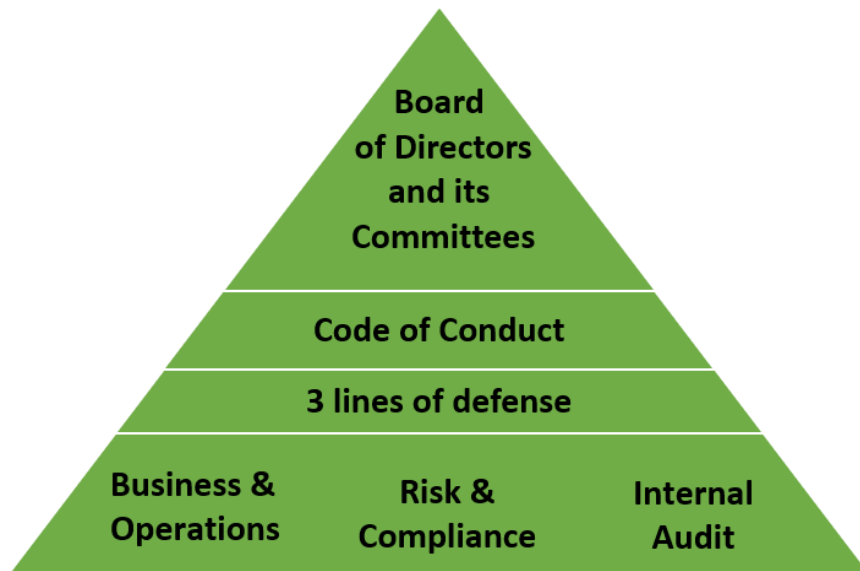 Board
of Directors
and its
Committees
Code of Conduct
3 lines of defense
Business &
Operations
Risk &
Compliance
Internal
Audit